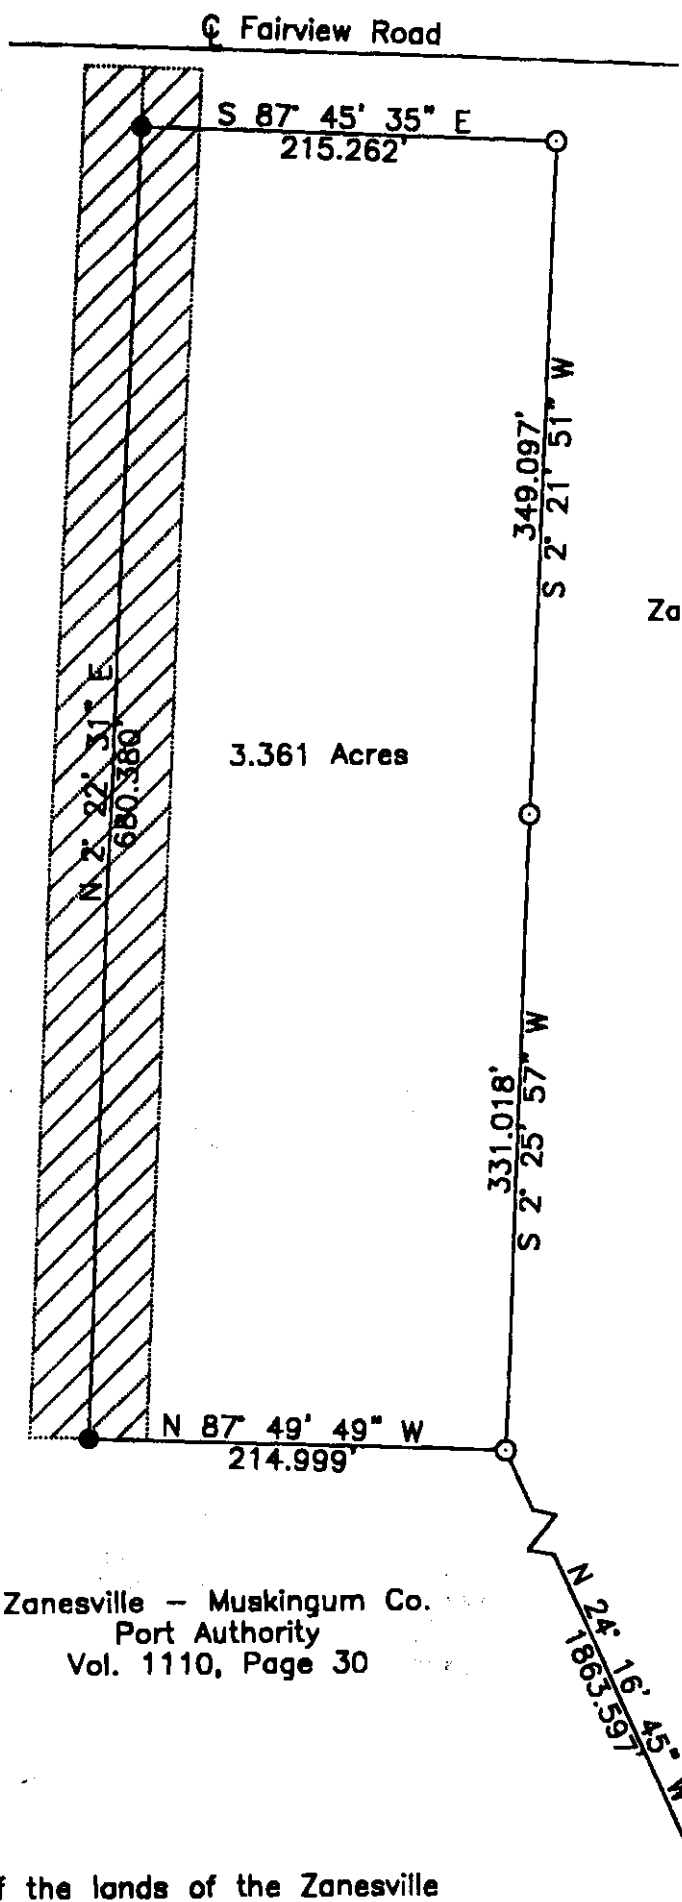 ℄ Fairview Road
S 87° 45' 35" E
215.262'
349.097'
S 2° 21' 51" W
Za
N 2° 22' 31" E
680.380'
3.361 Acres
331.018'
S 2° 25' 57" W
N 87° 49' 49" W
214.999'
N 24° 16' 45" W
1863.597'
Zanesville – Muskingum Co.
Port Authority
Vol. 1110, Page 30
f the lands of the Zanesville